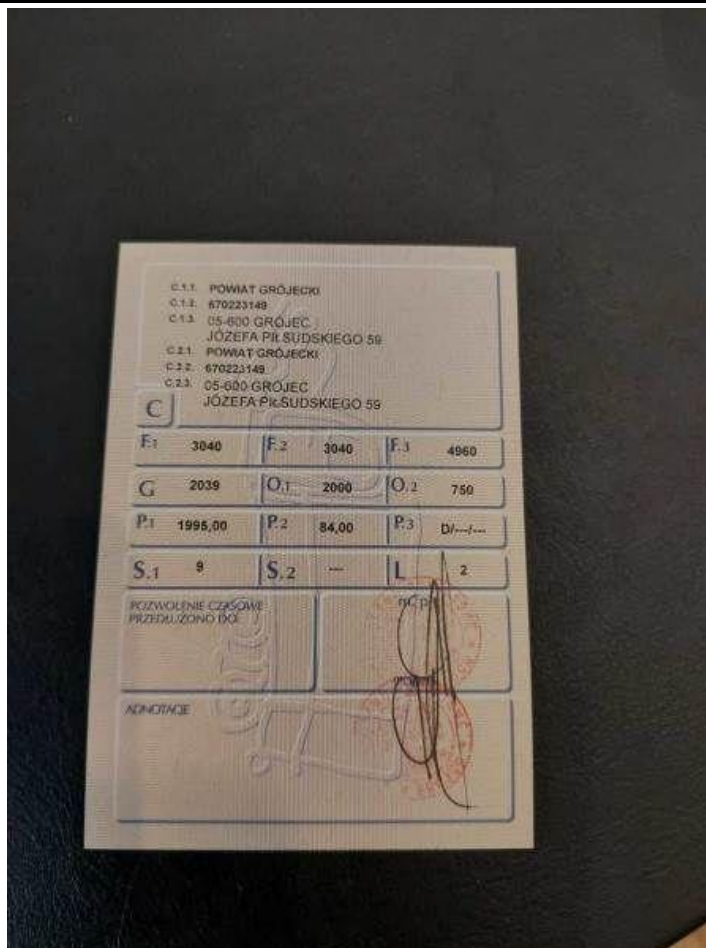 C.1.1. POWIAT GRÓJECKI
C.1.2. 670223149
C.1.3. 05-600 GRÓJEC
JÓZEFA PIŁSUDSKIEGO 59
C.2.1. POWIAT GRÓJECKI
C.2.2. 670223149
C.2.3. 05-600 GRÓJEC
JÓZEFA PIŁSUDSKIEGO 59
C
F.1 3040 F.2 3040 F.3 4960
G 2039 O.1 2000 O.2 750
P.1 1995,00 P.2 84,00 P.3 D/---/---
S.1 9 S.2 --- L 2
POZWOLENIE CZASOWE
PRZEDŁUŻONO DO:
m.p.
ADNOTACJE